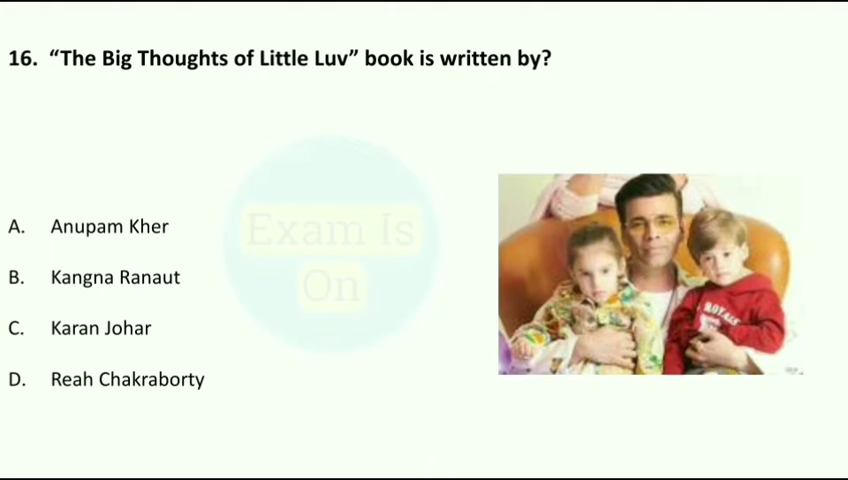 16. “The Big Thoughts of Little Luv” book is written by?
Exam Is
On
A. Anupam Kher
B. Kangna Ranaut
C. Karan Johar
D. Reah Chakraborty
ROYALS